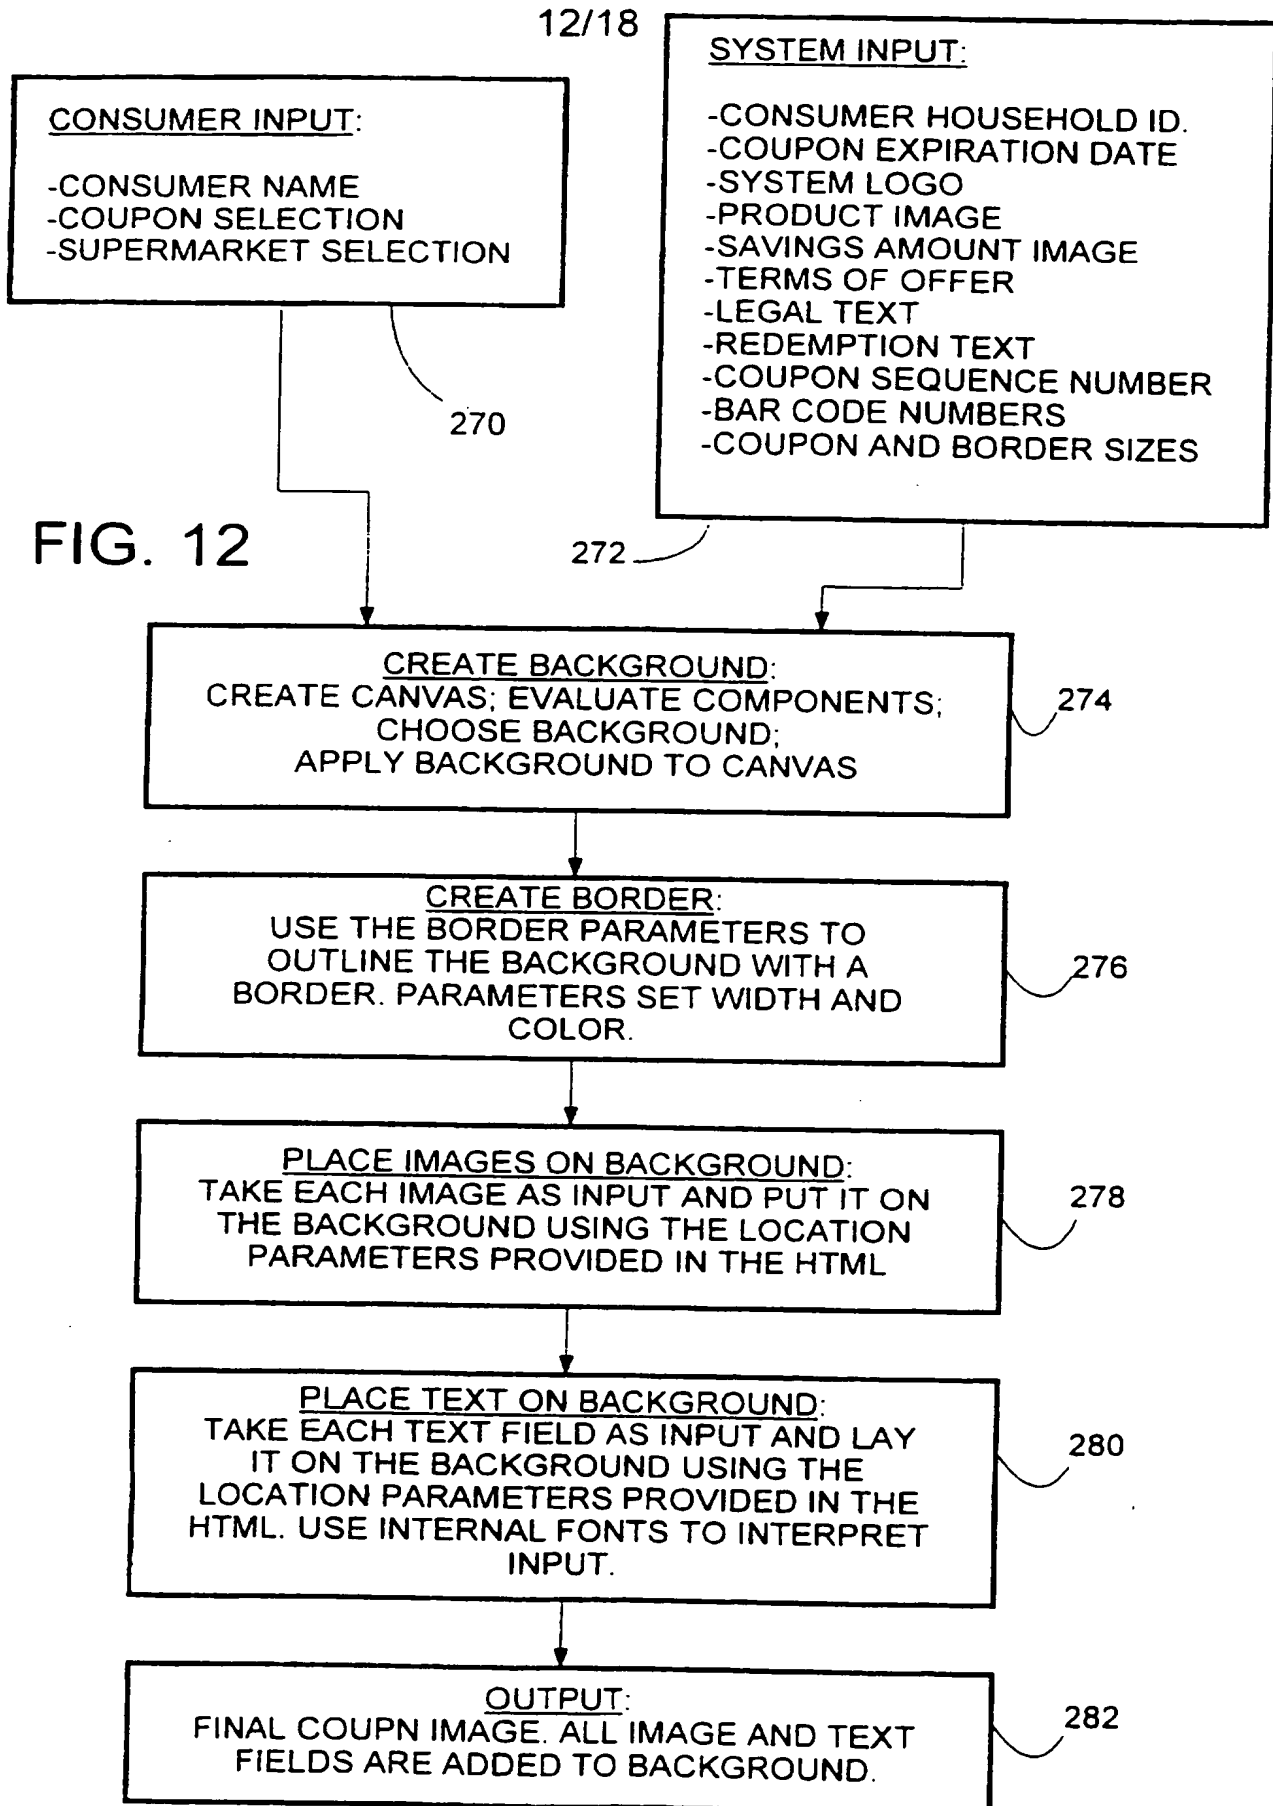 12/18
CONSUMER INPUT:
-CONSUMER NAME
-COUPON SELECTION
-SUPERMARKET SELECTION
270
SYSTEM INPUT:
-CONSUMER HOUSEHOLD ID.
-COUPON EXPIRATION DATE
-SYSTEM LOGO
-PRODUCT IMAGE
-SAVINGS AMOUNT IMAGE
-TERMS OF OFFER
-LEGAL TEXT
-REDEMPTION TEXT
-COUPON SEQUENCE NUMBER
-BAR CODE NUMBERS
-COUPON AND BORDER SIZES
272
FIG. 12
CREATE BACKGROUND:
CREATE CANVAS; EVALUATE COMPONENTS;
CHOOSE BACKGROUND;
APPLY BACKGROUND TO CANVAS
274
CREATE BORDER:
USE THE BORDER PARAMETERS TO
OUTLINE THE BACKGROUND WITH A
BORDER. PARAMETERS SET WIDTH AND
COLOR.
276
PLACE IMAGES ON BACKGROUND:
TAKE EACH IMAGE AS INPUT AND PUT IT ON
THE BACKGROUND USING THE LOCATION
PARAMETERS PROVIDED IN THE HTML
278
PLACE TEXT ON BACKGROUND:
TAKE EACH TEXT FIELD AS INPUT AND LAY
IT ON THE BACKGROUND USING THE
LOCATION PARAMETERS PROVIDED IN THE
HTML. USE INTERNAL FONTS TO INTERPRET
INPUT.
280
OUTPUT:
FINAL COUPN IMAGE. ALL IMAGE AND TEXT
FIELDS ARE ADDED TO BACKGROUND.
282